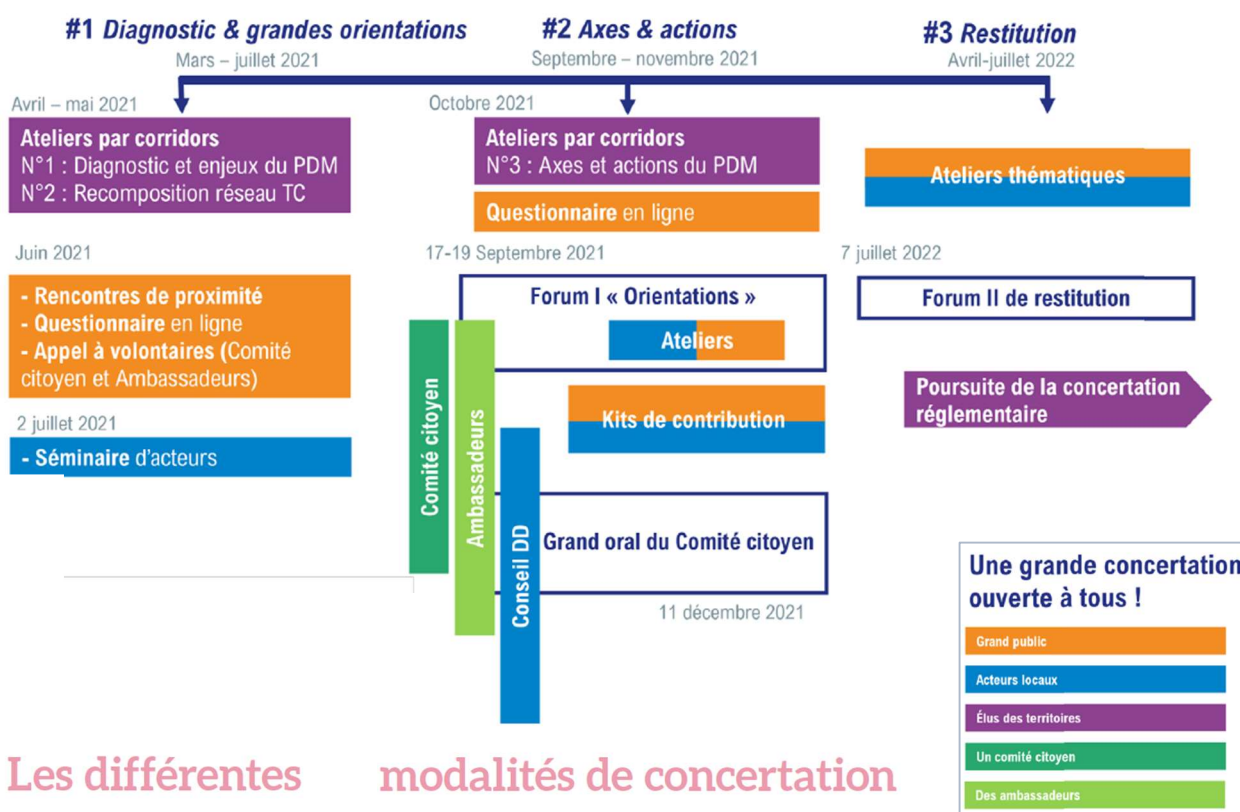 #1 Diagnostic & grandes orientations
Mars – juillet 2021
#2 Axes & actions
Septembre – novembre 2021
#3 Restitution
Avril-juillet 2022
Avril – mai 2021
Ateliers par corridors
N°1 : Diagnostic et enjeux du PDM
N°2 : Recomposition réseau TC
Juin 2021
- Rencontres de proximité
- Questionnaire en ligne
- Appel à volontaires (Comité
citoyen et Ambassadeurs)
2 juillet 2021
- Séminaire d'acteurs
Octobre 2021
Ateliers par corridors
N°3 : Axes et actions du PDM
Questionnaire en ligne
17-19 Septembre 2021
Forum I « Orientations »
Ateliers
Kits de contribution
Comité citoyen
Ambassadeurs
Conseil DD
Grand oral du Comité citoyen
11 décembre 2021
Ateliers thématiques
7 juillet 2022
Forum II de restitution
Poursuite de la concertation
réglementaire
Une grande concertation
ouverte à tous !
Grand public
Acteurs locaux
Élus des territoires
Un comité citoyen
Des ambassadeurs
Les différentes modalités de concertation